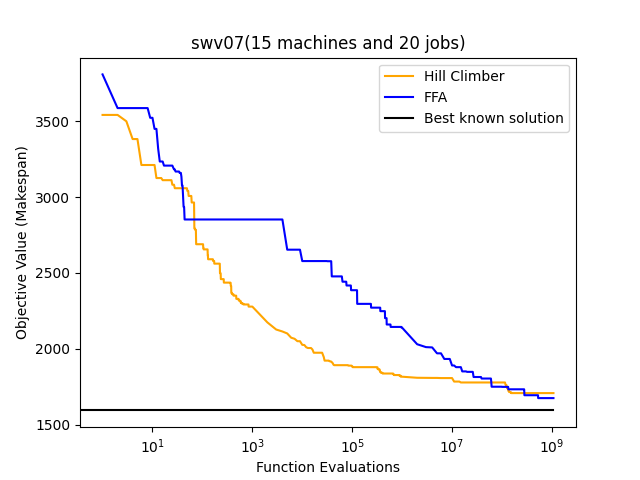 swv07(15 machines and 20 jobs)
Hill Climber
FFA
Best known solution
Objective Value (Makespan)
3500
3000
2500
2000
1500
10^1
10^3
10^5
10^7
10^9
Function Evaluations